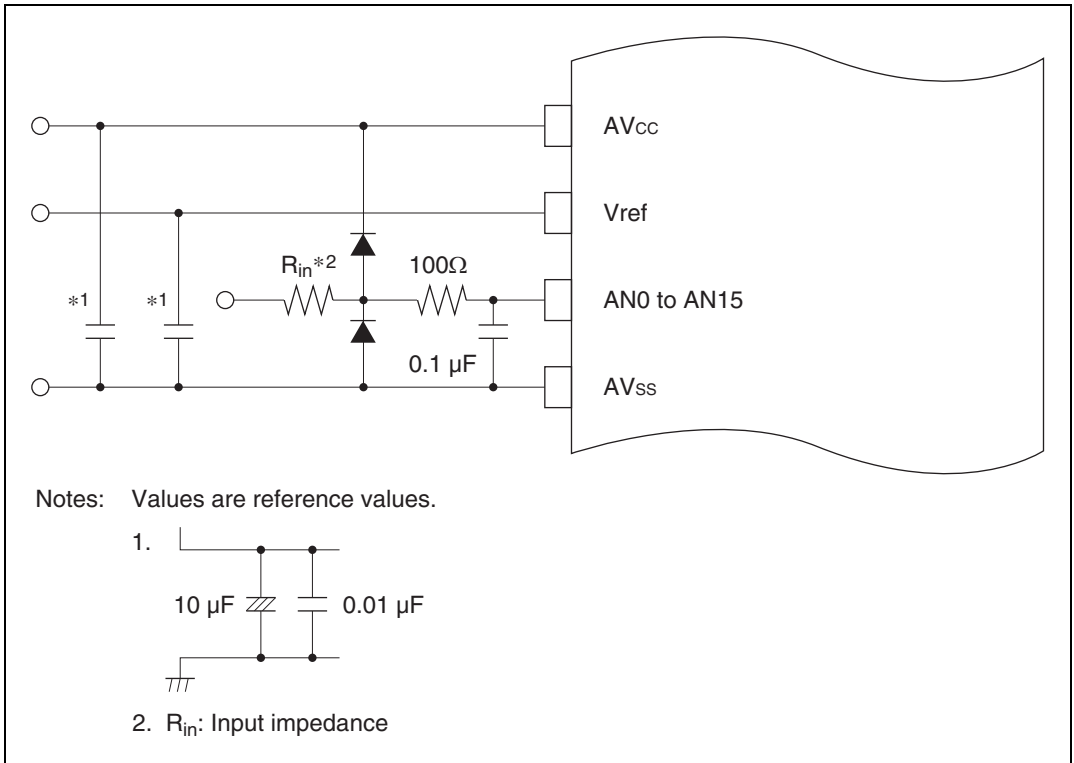 AVcc
Vref
Rin*2
100Ω
*1
*1
AN0 to AN15
0.1 µF
AVss
Notes: Values are reference values.
1.
10 µF
0.01 µF
2. Rin: Input impedance